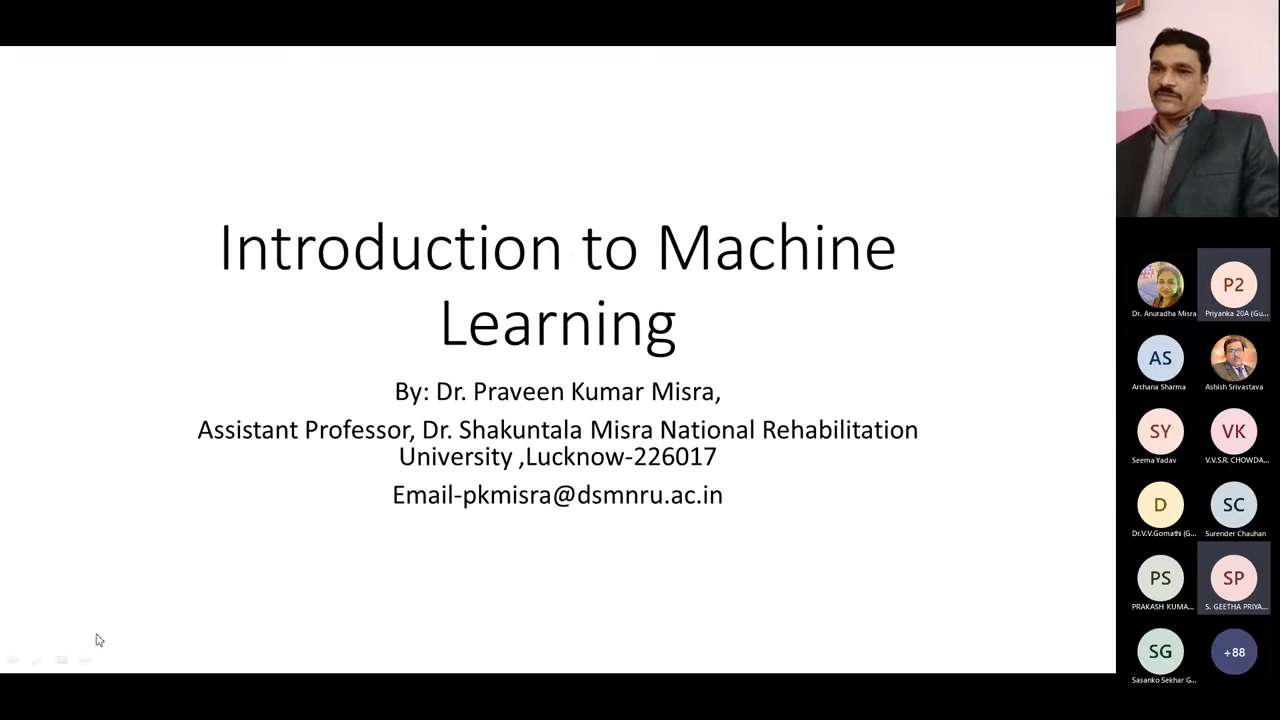 Introduction to Machine
Learning
By: Dr. Praveen Kumar Misra,
Assistant Professor, Dr. Shakuntala Misra National Rehabilitation
University ,Lucknow-226017
Email-pkmisra@dsmnru.ac.in
Dr. Anuradha Misra
P2
Priyanka 20A (Gu...
AS
Archana Sharma
Ashish Srivastava
SY
Seema Yadav
VK
V.V.S.R. CHOWDA...
D
Dr.V.V.Gomathi (G...
SC
Surender Chauhan
PS
PRAKASH KUMA...
SP
S. GEETHA PRIYA...
SG
Sasanko Sekhar G...
+88